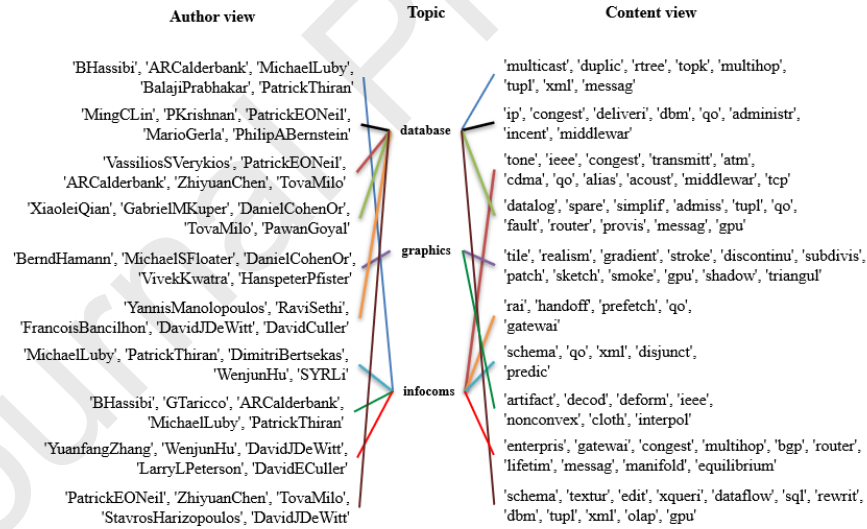 Author view
Topic
Content view
'BHassibi', 'ARCalderbank', 'MichaelLuby',
'BalajiPrabhakar', 'PatrickThiran'
'MingCLin', 'PKrishnan', 'PatrickEONeil',
'MarioGerla', 'PhilipABernstein'
'VassiliosSVerykios', 'PatrickEONeil',
'ARCalderbank', 'ZhiyuanChen', 'TovaMilo'
'XiaoleiQian', 'GabrielMKuper', 'DanielCohenOr',
'TovaMilo', 'PawanGoyal'
'BerndHamann', 'MichaelSFloater', 'DanielCohenOr',
'VivekKwatra', 'HanspeterPfister'
'YannisManolopoulos', 'RaviSethi',
'FrancoisBancilhon', 'DavidJDeWitt', 'DavidCuller'
'MichaelLuby', 'PatrickThiran', 'DimitriBertsekas',
'WenjunHu', 'SYRLi'
'BHassibi', 'GTaricco', 'ARCalderbank',
'MichaelLuby', 'PatrickThiran'
'YuanfangZhang', 'WenjunHu', 'DavidJDeWitt',
'LarryLPeterson', 'DavidECuller'
'PatrickEONeil', 'ZhiyuanChen', 'TovaMilo',
'StavrosHarizopoulos', 'DavidJDeWitt'
database
graphics
infocoms
'multicast', 'duplic', 'rtree', 'topk', 'multihop',
'tupl', 'xml', 'messag'
'ip', 'congest', 'deliveri', 'dbm', 'qo', 'administr',
'incent', 'middlewar'
'tone', 'ieee', 'congest', 'transmitt', 'atm',
'cdma', 'qo', 'alias', 'acoust', 'middlewar', 'tcp'
'datalog', 'spare', 'simplif', 'admiss', 'tupl', 'qo',
'fault', 'router', 'provis', 'messag', 'gpu'
'tile', 'realism', 'gradient', 'stroke', 'discontinu', 'subdivis',
'patch', 'sketch', 'smoke', 'gpu', 'shadow', 'triangul'
'rai', 'handoff', 'prefetch', 'qo',
'gatewai'
'schema', 'qo', 'xml', 'disjunct',
'predic'
'artifact', 'decod', 'deform', 'ieee',
'nonconvex', 'cloth', 'interpol'
'enterpris', 'gatewai', 'congest', 'multihop', 'bgp', 'router',
'lifetim', 'messag', 'manifold', 'equilibrium'
'schema', 'textur', 'edit', 'xqueri', 'dataflow', 'sql', 'rewrit',
'dbm', 'tupl', 'xml', 'olap', 'gpu'